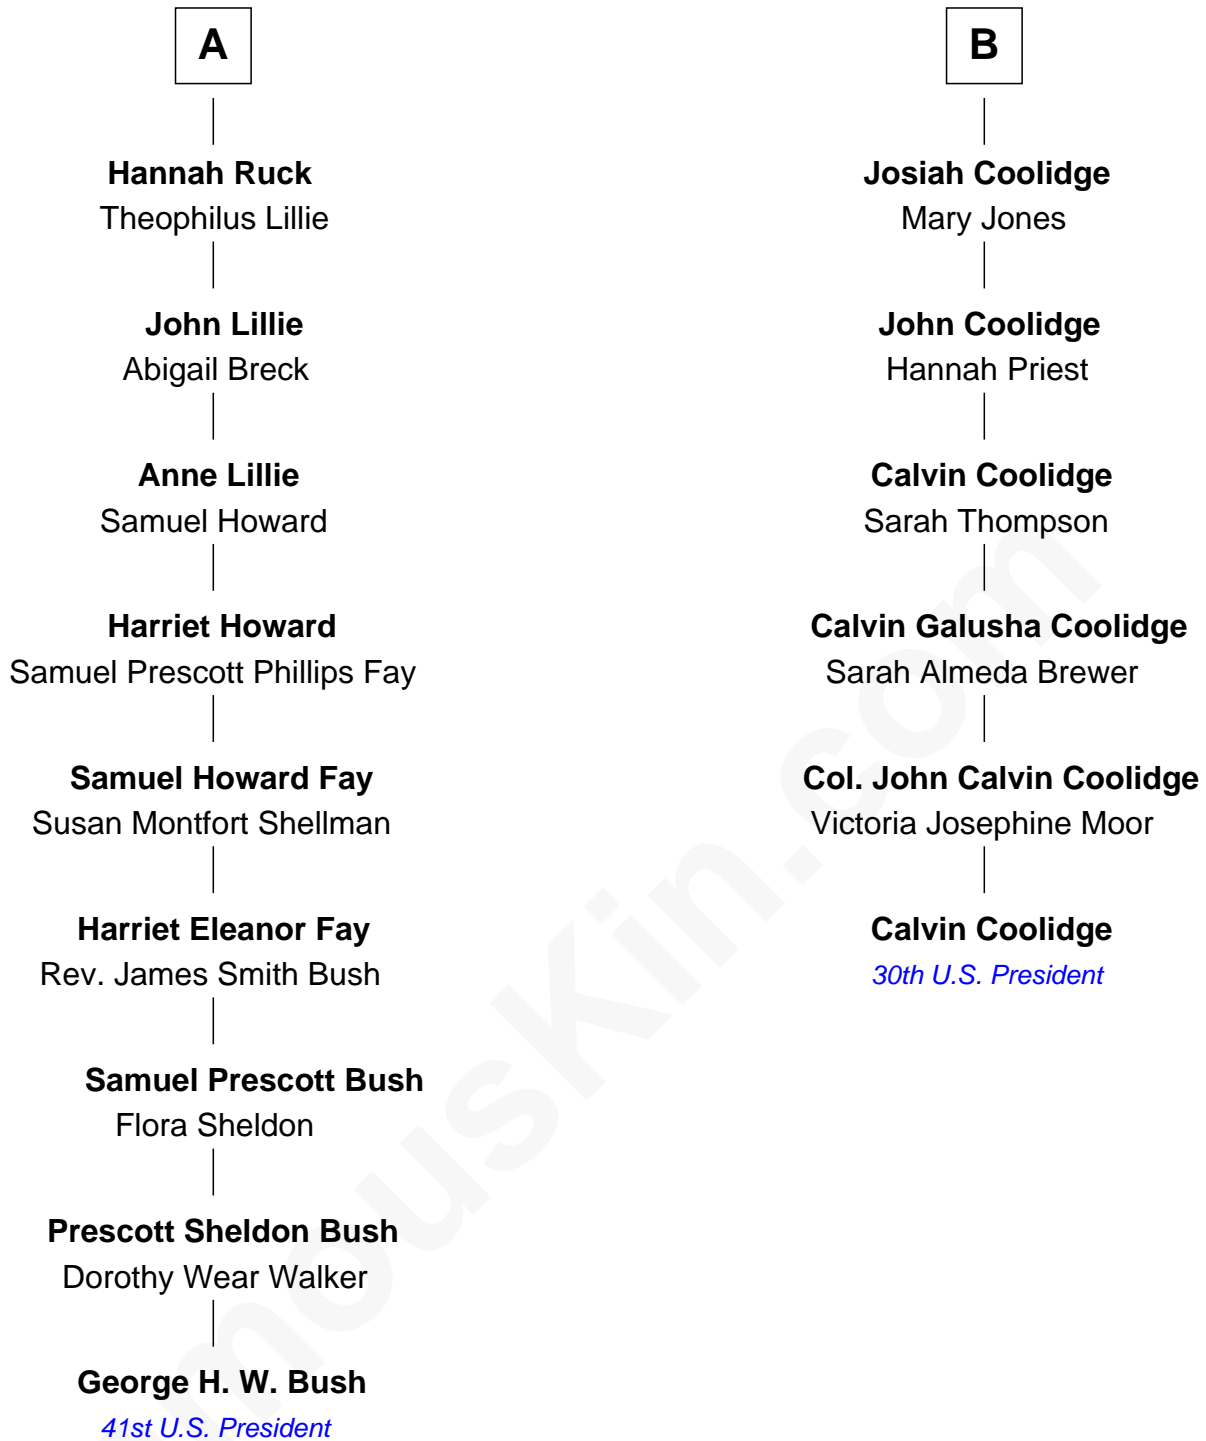 A
Hannah Ruck
Theophilus Lillie
John Lillie
Abigail Breck
Anne Lillie
Samuel Howard
Harriet Howard
Samuel Prescott Phillips Fay
Samuel Howard Fay
Susan Montfort Shellman
Harriet Eleanor Fay
Rev. James Smith Bush
Samuel Prescott Bush
Flora Sheldon
Prescott Sheldon Bush
Dorothy Wear Walker
George H. W. Bush
41st U.S. President
B
Josiah Coolidge
Mary Jones
John Coolidge
Hannah Priest
Calvin Coolidge
Sarah Thompson
Calvin Galusha Coolidge
Sarah Almeda Brewer
Col. John Calvin Coolidge
Victoria Josephine Moor
Calvin Coolidge
30th U.S. President
mouskin.com